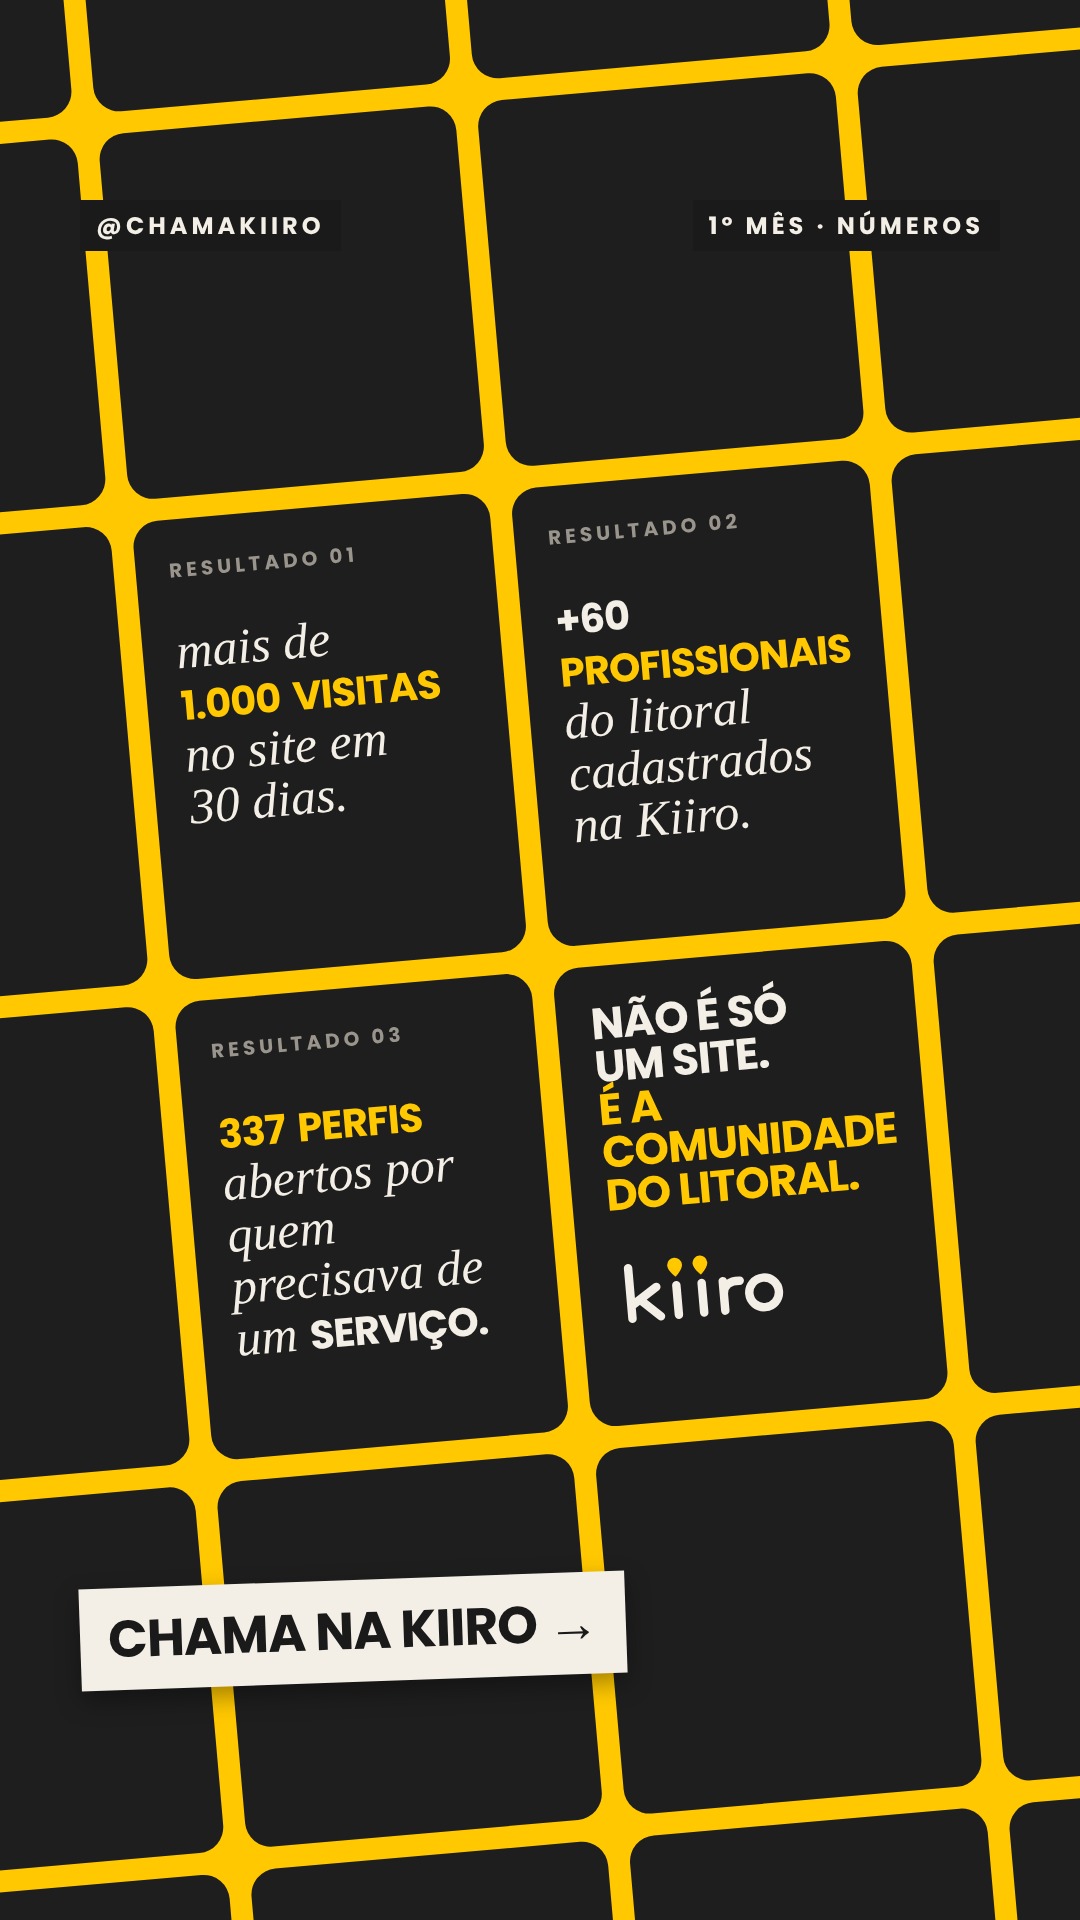 @CHAMAKIIRO
1º MÊS · NÚMEROS
RESULTADO 01
mais de
1.000 VISITAS
no site em
30 dias.
RESULTADO 02
+60
PROFISSIONAIS
do litoral
cadastrados
na Kiiro.
RESULTADO 03
337 PERFIS
abertos por
quem
precisava de
um SERVIÇO.
NÃO É SÓ
UM SITE.
É A
COMUNIDADE
DO LITORAL.
kiiro
CHAMA NA KIIRO →